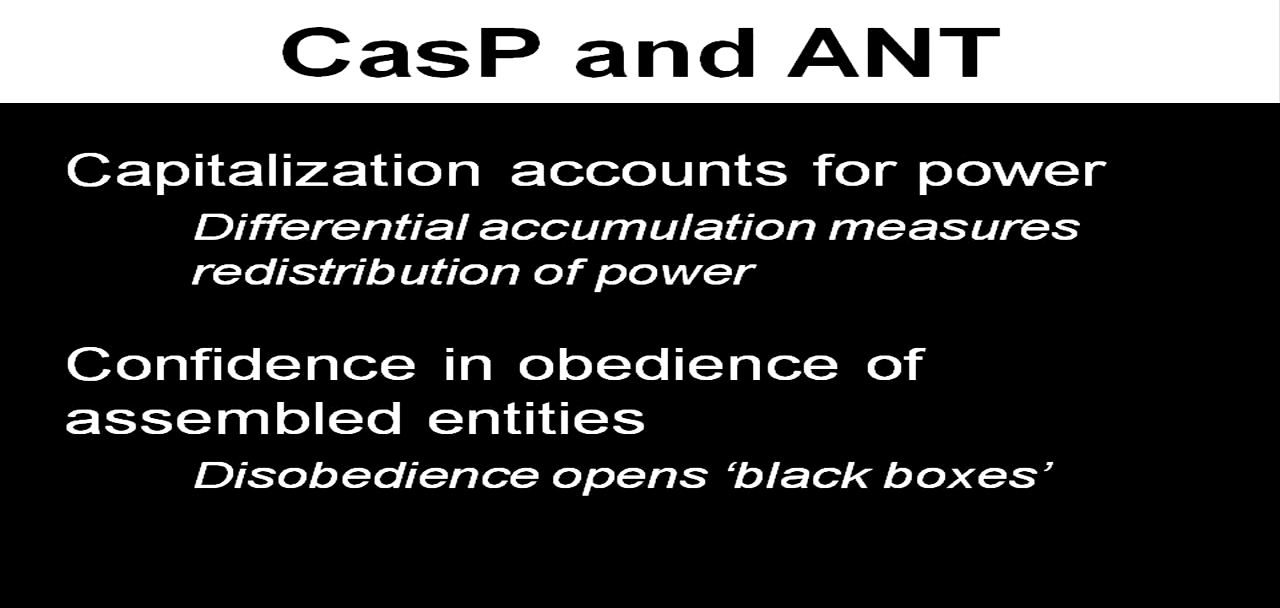 CasP and ANT
Capitalization accounts for power
Differential accumulation measures
redistribution of power
Confidence in obedience of
assembled entities
Disobedience opens ‘black boxes’